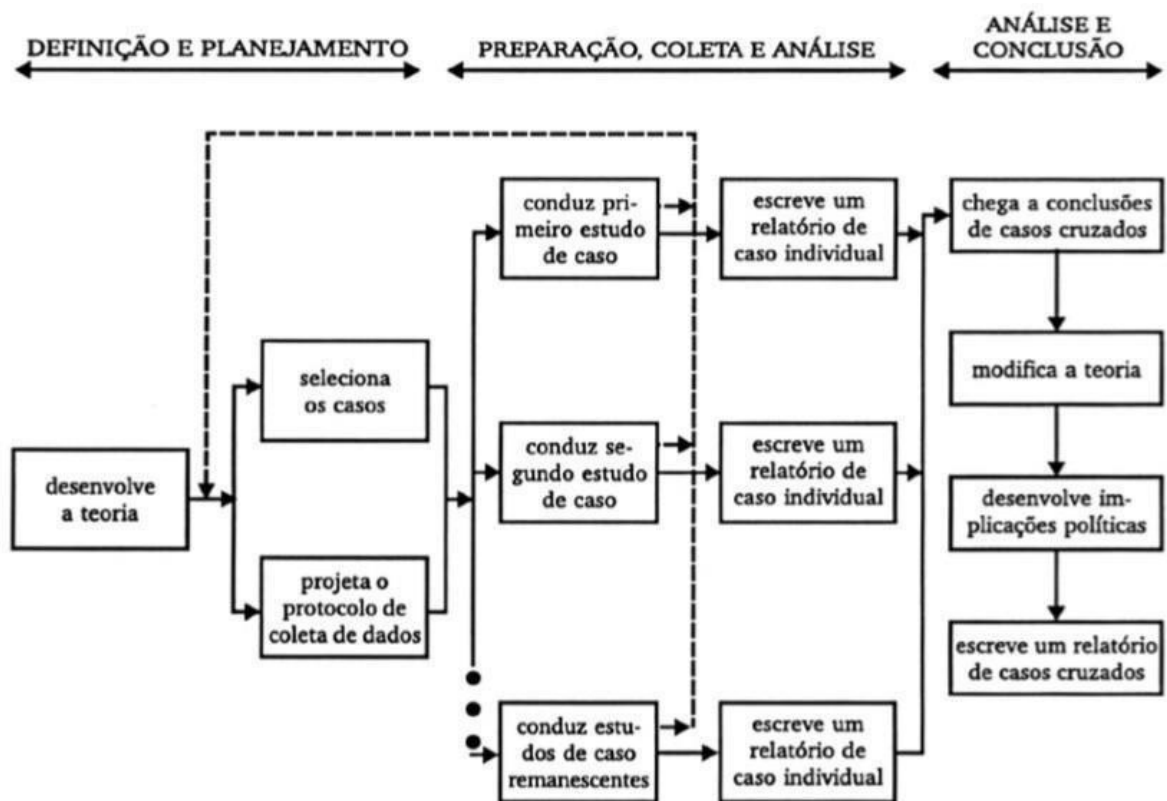 DEFINIÇÃO E PLANEJAMENTO
PREPARAÇÃO, COLETA E ANÁLISE
ANÁLISE E
CONCLUSÃO
desenvolve
a teoria
seleciona
os casos
projeta o
protocolo de
coleta de dados
conduz pri-
meiro estudo
de caso
escreve um
relatório de
caso individual
conduz se-
gundo estudo
de caso
escreve um
relatório de
caso individual
conduz estu-
dos de caso
remanescentes
escreve um
relatório de
caso individual
chega a conclusões
de casos cruzados
modifica a teoria
desenvolve im-
plicações políticas
escreve um relatório
de casos cruzados